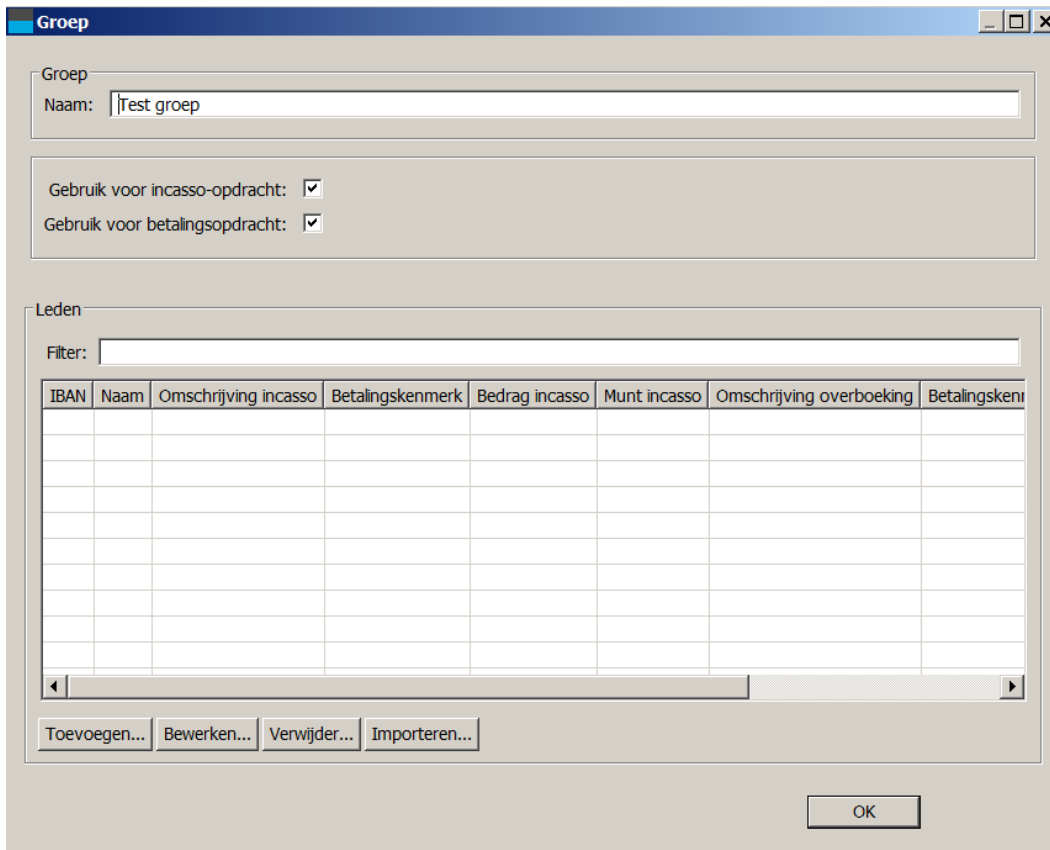 Groep
Groep
Naam: Test groep
Gebruik voor incasso-opdracht:
Gebruik voor betalingsopdracht:
Leden
Filter:
IBAN Naam Omschrijving incasso Betalingskenmerk Bedrag incasso Munt incasso Omschrijving overboeking
Toevoegen... Bewerken... Verwijder... Importeren...
OK